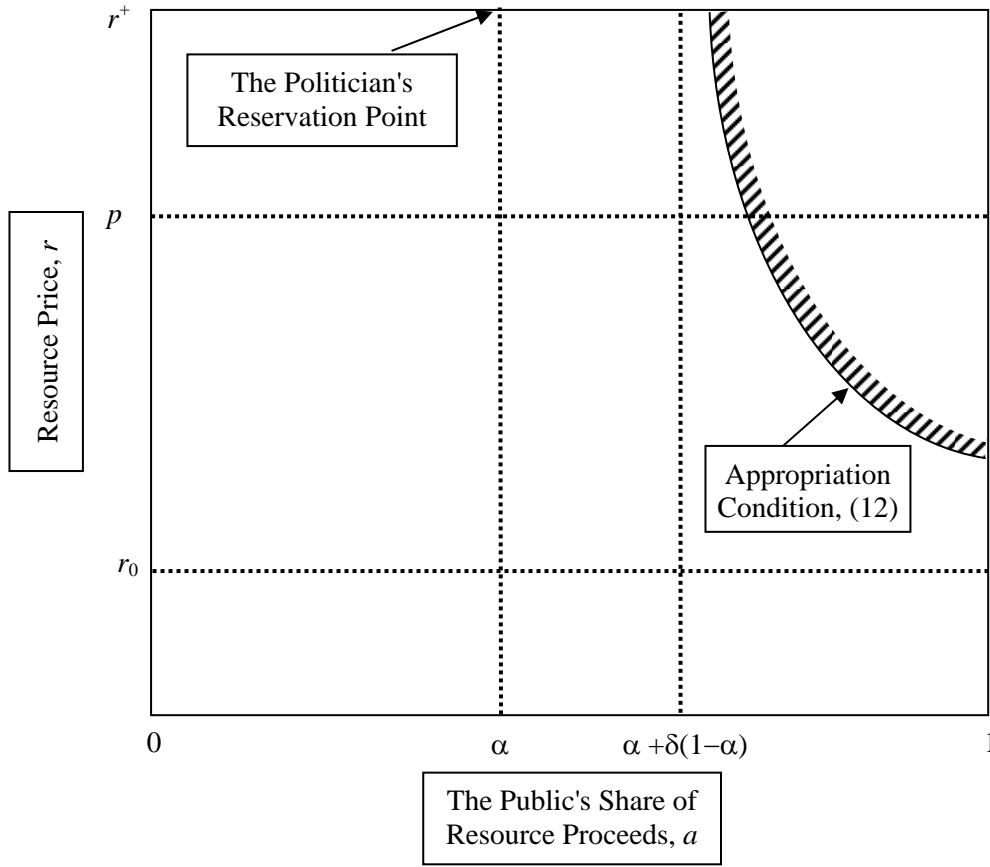 r⁺
The Politician's
Reservation Point
p
Resource Price, r
Appropriation
Condition, (12)
r₀
0
α
α +δ(1−α)
1
The Public's Share of
Resource Proceeds, a